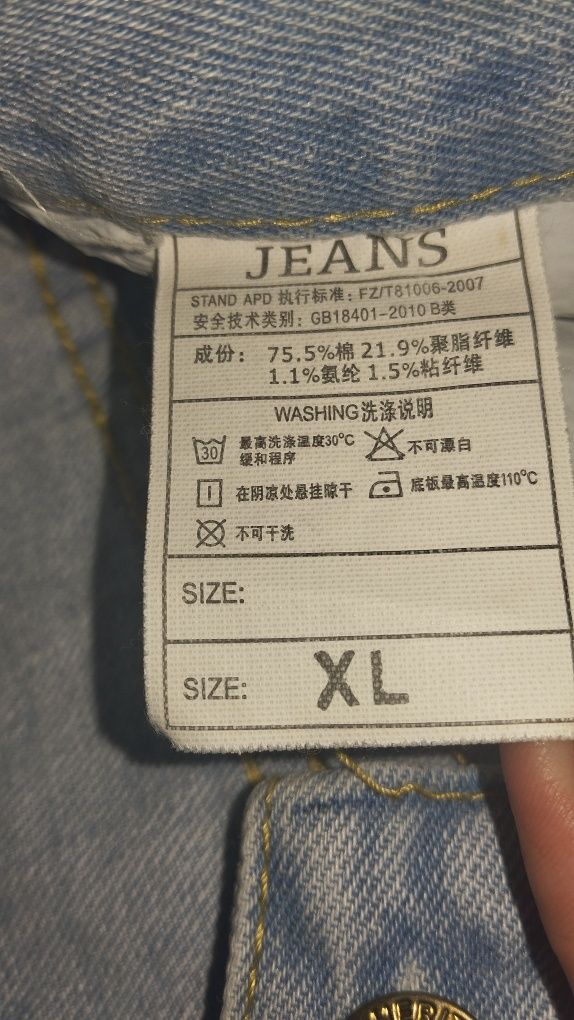 JEANS
STAND APD 执行标准：FZ/T81006-2007
安全技术类别：GB18401-2010 B类
成份： 75.5%棉 21.9%聚脂纤维
1.1%氨纶 1.5%粘纤维
WASHING洗涤说明
30 最高洗涤温度30°C 不可漂白
缓和程序
在阴凉处悬挂晾干 底板最高温度110°C
不可干洗
SIZE:
SIZE: XL